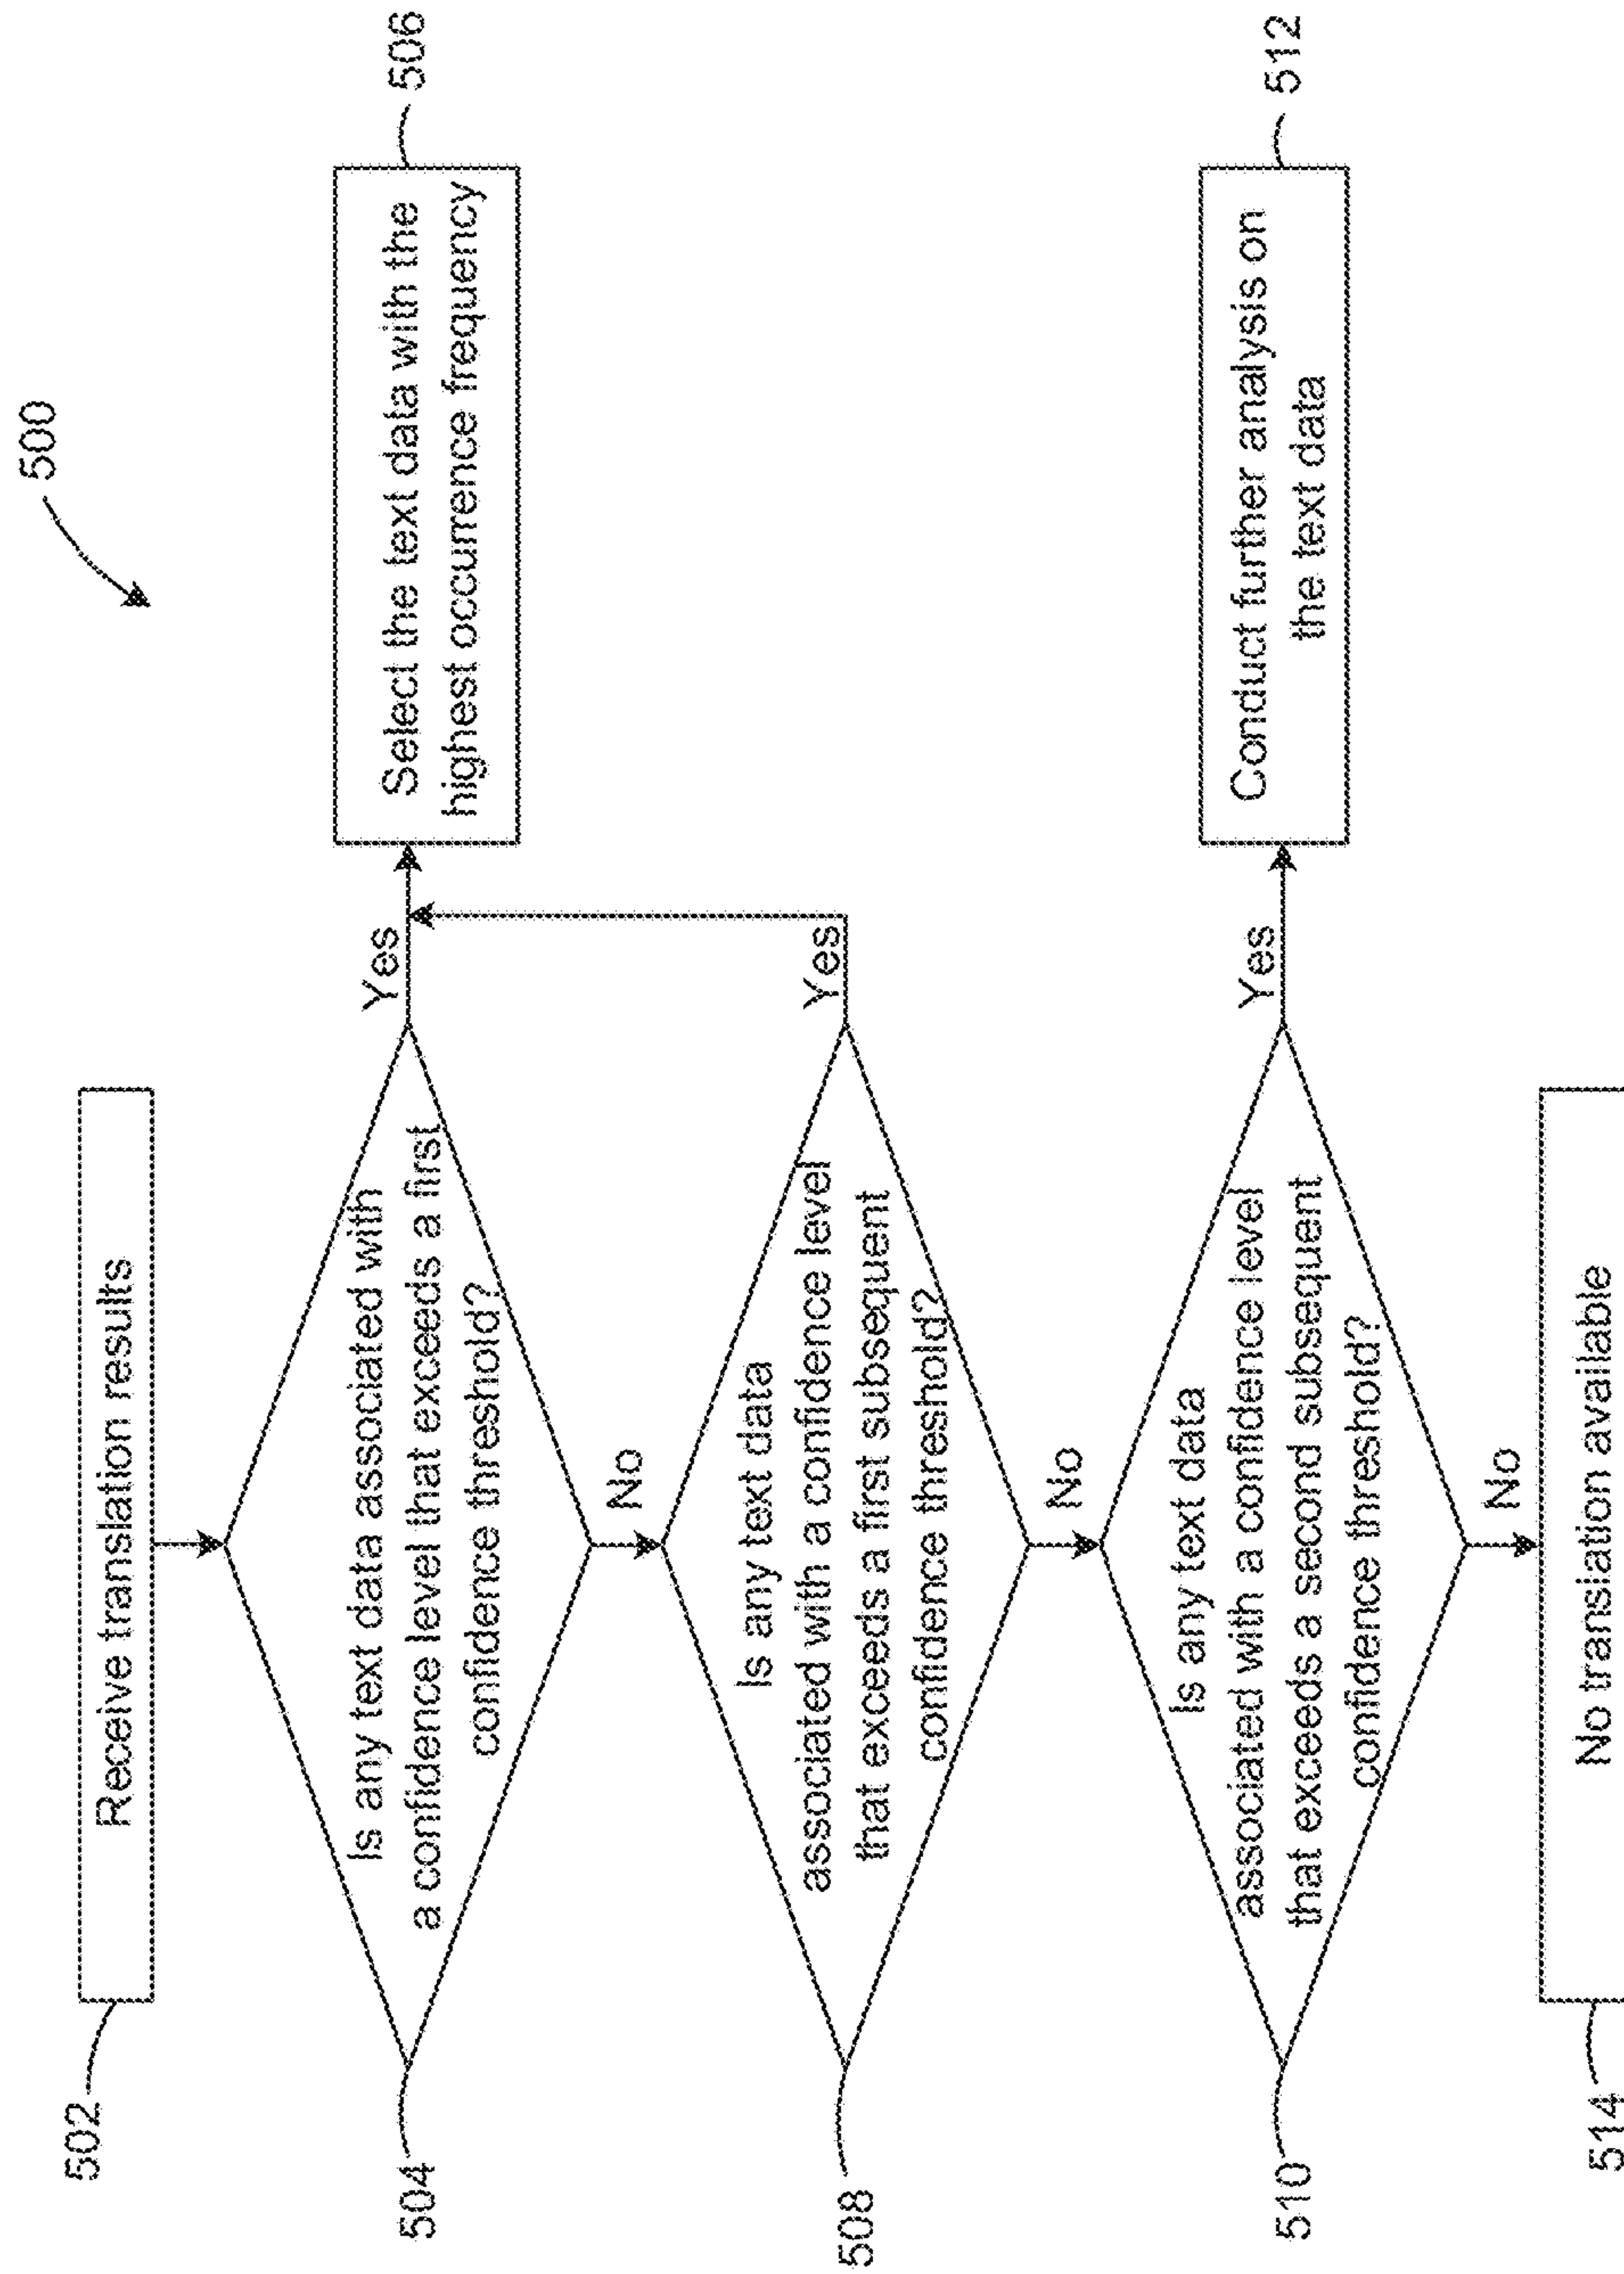 500
502
Receive translation results
504
Is any text data associated with
a confidence level that exceeds a first
confidence threshold?
Yes
Select the text data with the
highest occurrence frequency
506
No
508
Is any text data
associated with a confidence level
that exceeds a first subsequent
confidence threshold?
Yes
No
510
Is any text data
associated with a confidence level
that exceeds a second subsequent
confidence threshold?
Yes
Conduct further analysis on
the text data
512
No
514
No translation available